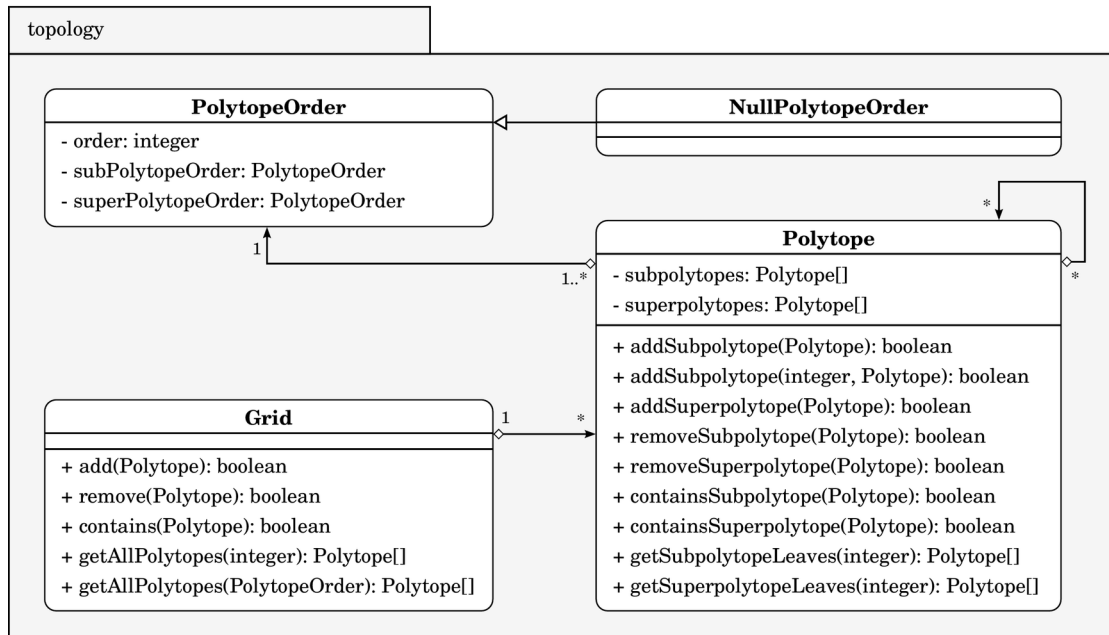 topology
PolytopeOrder
- order: integer
- subPolytopeOrder: PolytopeOrder
- superPolytopeOrder: PolytopeOrder
NullPolytopeOrder
1
1..*
*
*
Polytope
- subpolytopes: Polytope[]
- superpolytopes: Polytope[]
+ addSubpolytope(Polytope): boolean
+ addSubpolytope(integer, Polytope): boolean
+ addSuperpolytope(Polytope): boolean
+ removeSubpolytope(Polytope): boolean
+ removeSuperpolytope(Polytope): boolean
+ containsSubpolytope(Polytope): boolean
+ containsSuperpolytope(Polytope): boolean
+ getSubpolytopeLeaves(integer): Polytope[]
+ getSuperpolytopeLeaves(integer): Polytope[]
Grid
1
*
+ add(Polytope): boolean
+ remove(Polytope): boolean
+ contains(Polytope): boolean
+ getAllPolytopes(integer): Polytope[]
+ getAllPolytopes(PolytopeOrder): Polytope[]